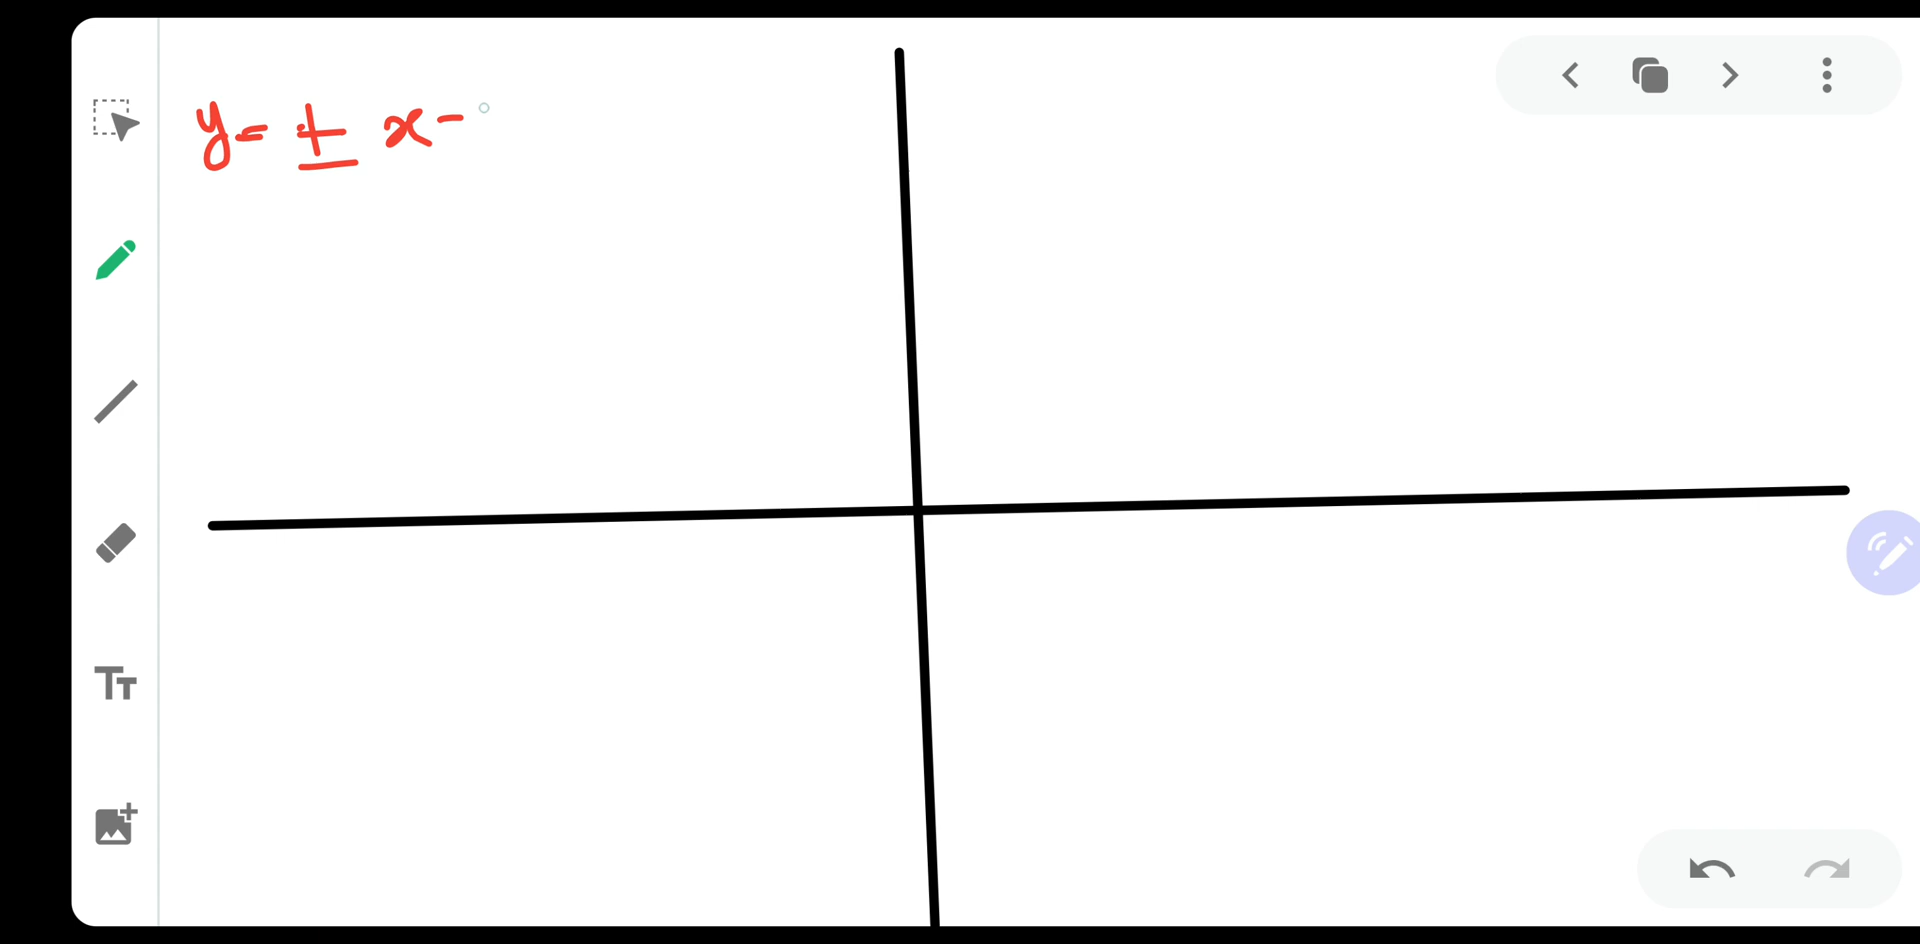 y = ± x -